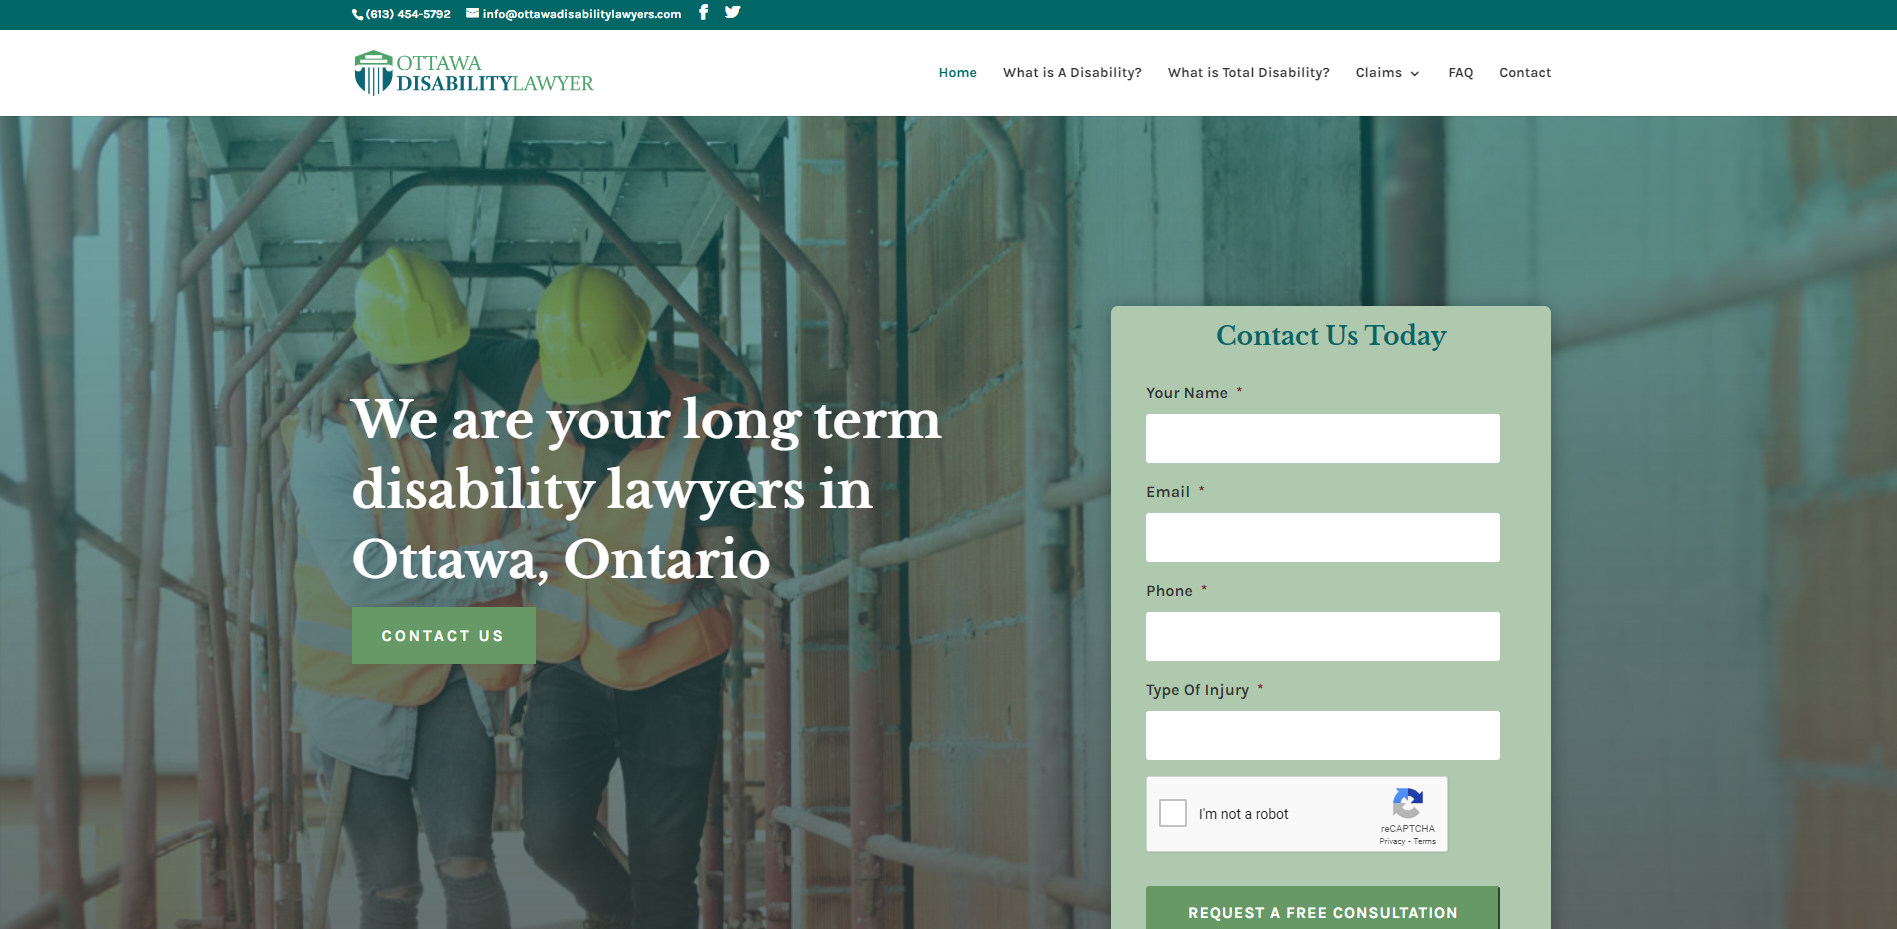 (613) 454-5792 info@ottawadisabilitylawyers.com
OTTAWA
DISABILITYLAWYER
Home What is A Disability? What is Total Disability? Claims FAQ Contact
We are your long term
disability lawyers in
Ottawa, Ontario
CONTACT US
Contact Us Today
Your Name *
Email *
Phone *
Type Of Injury *
I'm not a robot
reCAPTCHA
Privacy - Terms
REQUEST A FREE CONSULTATION